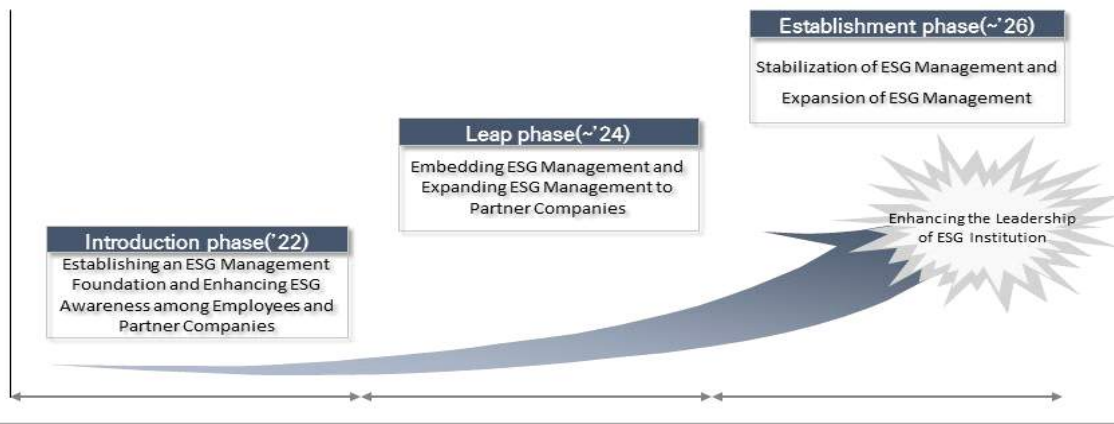 Establishment phase(~'26)
Stabilization of ESG Management and
Expansion of ESG Management
Leap phase(~'24)
Embedding ESG Management and
Expanding ESG Management to
Partner Companies
Enhancing the Leadership
of ESG Institution
Introduction phase('22)
Establishing an ESG Management
Foundation and Enhancing ESG
Awareness among Employees and
Partner Companies